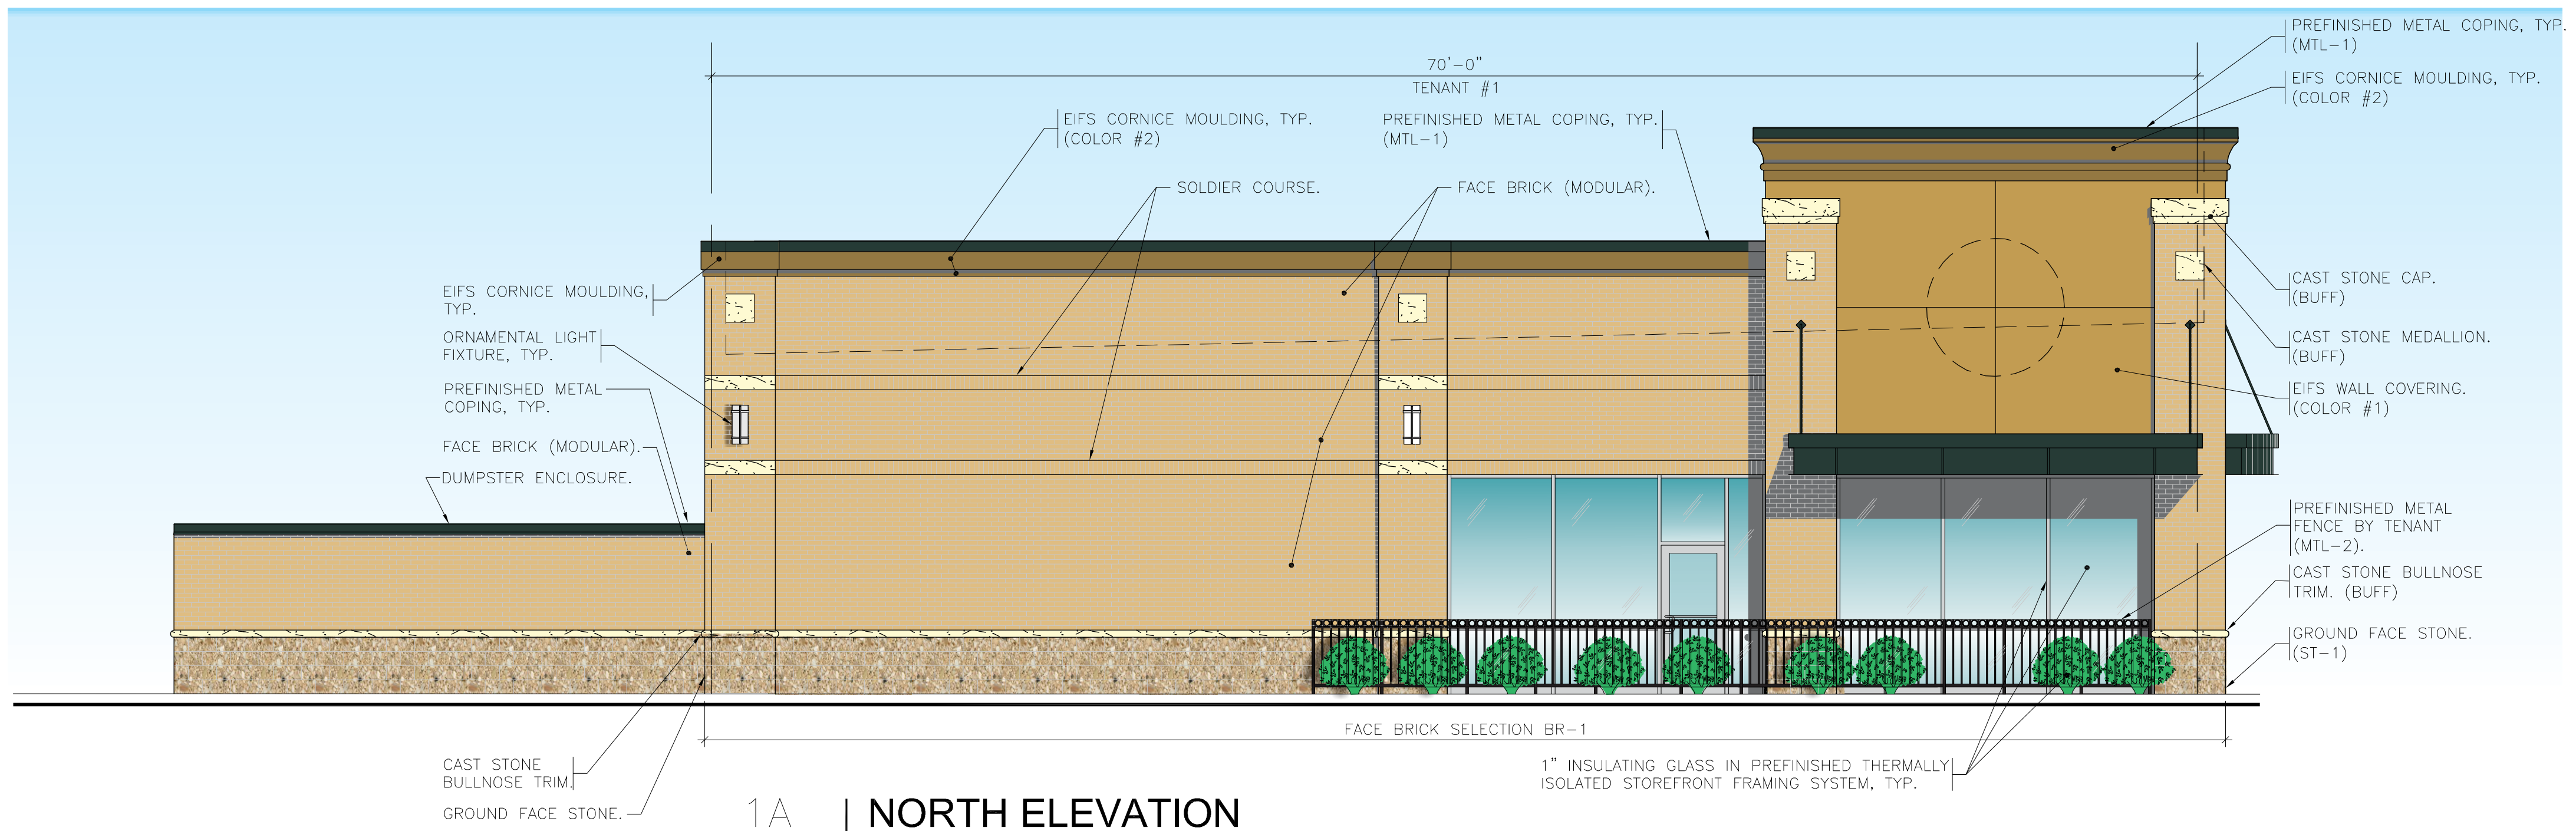 PREFINISHED METAL COPING, TYP.
(MTL-1)
70'-0"
TENANT #1
EIFS CORNICE MOULDING, TYP.
(COLOR #2)
EIFS CORNICE MOULDING, TYP.
(COLOR #2)
PREFINISHED METAL COPING, TYP.
(MTL-1)
SOLDIER COURSE.
FACE BRICK (MODULAR).
EIFS CORNICE MOULDING,
TYP.
ORNAMENTAL LIGHT
FIXTURE, TYP.
PREFINISHED METAL
COPING, TYP.
FACE BRICK (MODULAR).
DUMPSTER ENCLOSURE.
CAST STONE CAP.
(BUFF)
CAST STONE MEDALLION.
(BUFF)
EIFS WALL COVERING.
(COLOR #1)
PREFINISHED METAL
FENCE BY TENANT
(MTL-2).
CAST STONE BULLNOSE
TRIM. (BUFF)
GROUND FACE STONE.
(ST-1)
FACE BRICK SELECTION BR-1
CAST STONE
BULLNOSE TRIM.
GROUND FACE STONE.
1" INSULATING GLASS IN PREFINISHED THERMALLY
ISOLATED STOREFRONT FRAMING SYSTEM, TYP.
1A | NORTH ELEVATION